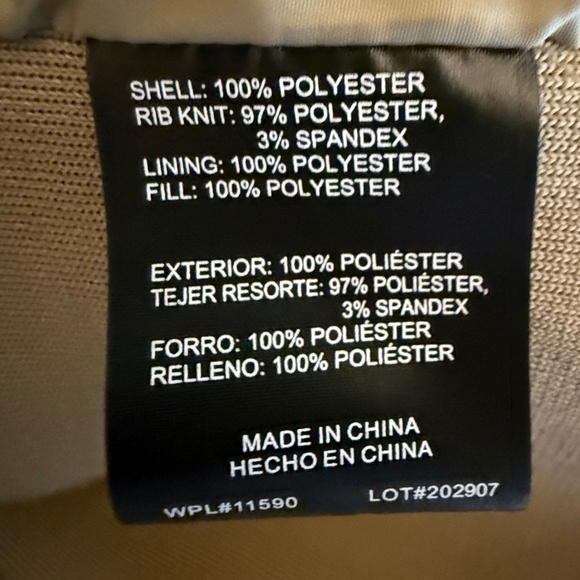 SHELL: 100% POLYESTER
RIB KNIT: 97% POLYESTER,
3% SPANDEX
LINING: 100% POLYESTER
FILL: 100% POLYESTER
EXTERIOR: 100% POLIÉSTER
TEJER RESORTE: 97% POLIÉSTER,
3% SPANDEX
FORRO: 100% POLIÉSTER
RELLENO: 100% POLIÉSTER
MADE IN CHINA
HECHO EN CHINA
WPL#11590 LOT#202907